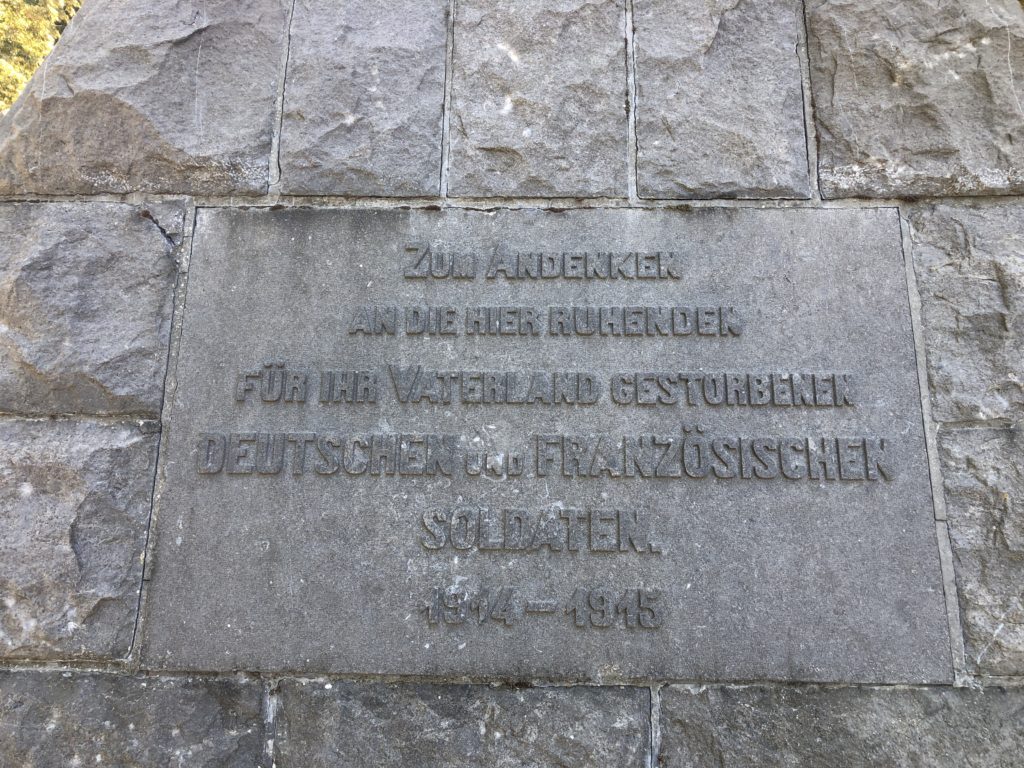 ZUM ANDENKEN
AN DIE HIER RUHENDEN
FÜR IHR VATERLAND GESTORBENEN
DEUTSCHEN UND FRANZÖSISCHEN
SOLDATEN.
1914 – 1915